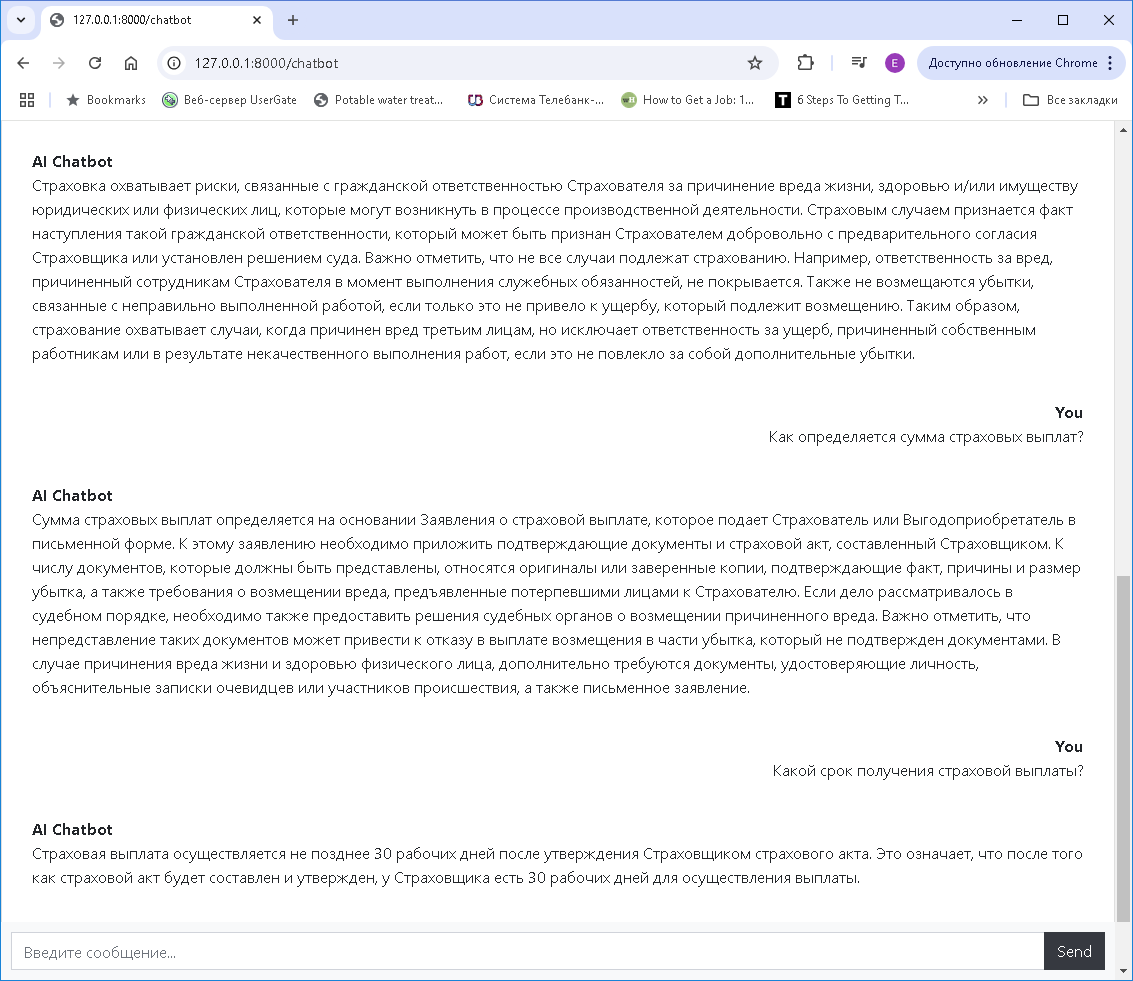 127.0.0.1:8000/chatbot
127.0.0.1:8000/chatbot
E
Доступно обновление Chrome
Bookmarks
Веб-сервер UserGate
Potable water treat...
Система Телебанк-...
How to Get a Job: 1...
6 Steps To Getting T...
Все закладки
AI Chatbot
Страховка охватывает риски, связанные с гражданской ответственностью Страхователя за причинение вреда жизни, здоровью и/или имуществу
юридических или физических лиц, которые могут возникнуть в процессе производственной деятельности. Страховым случаем признается факт
наступления такой гражданской ответственности, который может быть признан Страхователем добровольно с предварительного согласия
Страховщика или установлен решением суда. Важно отметить, что не все случаи подлежат страхованию. Например, ответственность за вред,
причиненный сотрудникам Страхователя в момент выполнения служебных обязанностей, не покрывается. Также не возмещаются убытки,
связанные с неправильно выполненной работой, если только это не привело к ущербу, который подлежит возмещению. Таким образом,
страхование охватывает случаи, когда причинен вред третьим лицам, но исключает ответственность за ущерб, причиненный собственным
работникам или в результате некачественного выполнения работ, если это не повлекло за собой дополнительные убытки.
You
Как определяется сумма страховых выплат?
AI Chatbot
Сумма страховых выплат определяется на основании Заявления о страховой выплате, которое подает Страхователь или Выгодоприобретатель в
письменной форме. К этому заявлению необходимо приложить подтверждающие документы и страховой акт, составленный Страховщиком. К
числу документов, которые должны быть представлены, относятся оригиналы или заверенные копии, подтверждающие факт, причины и размер
убытка, а также требования о возмещении вреда, предъявленные потерпевшими лицами к Страхователю. Если дело рассматривалось в
судебном порядке, необходимо также предоставить решения судебных органов о возмещении причиненного вреда. Важно отметить, что
непредставление таких документов может привести к отказу в выплате возмещения в части убытка, который не подтвержден документами. В
случае причинения вреда жизни и здоровью физического лица, дополнительно требуются документы, удостоверяющие личность,
объяснительные записки очевидцев или участников происшествия, а также письменное заявление.
You
Какой срок получения страховой выплаты?
AI Chatbot
Страховая выплата осуществляется не позднее 30 рабочих дней после утверждения Страховщиком страхового акта. Это означает, что после того
как страховой акт будет составлен и утвержден, у Страховщика есть 30 рабочих дней для осуществления выплаты.
Введите сообщение...
Send